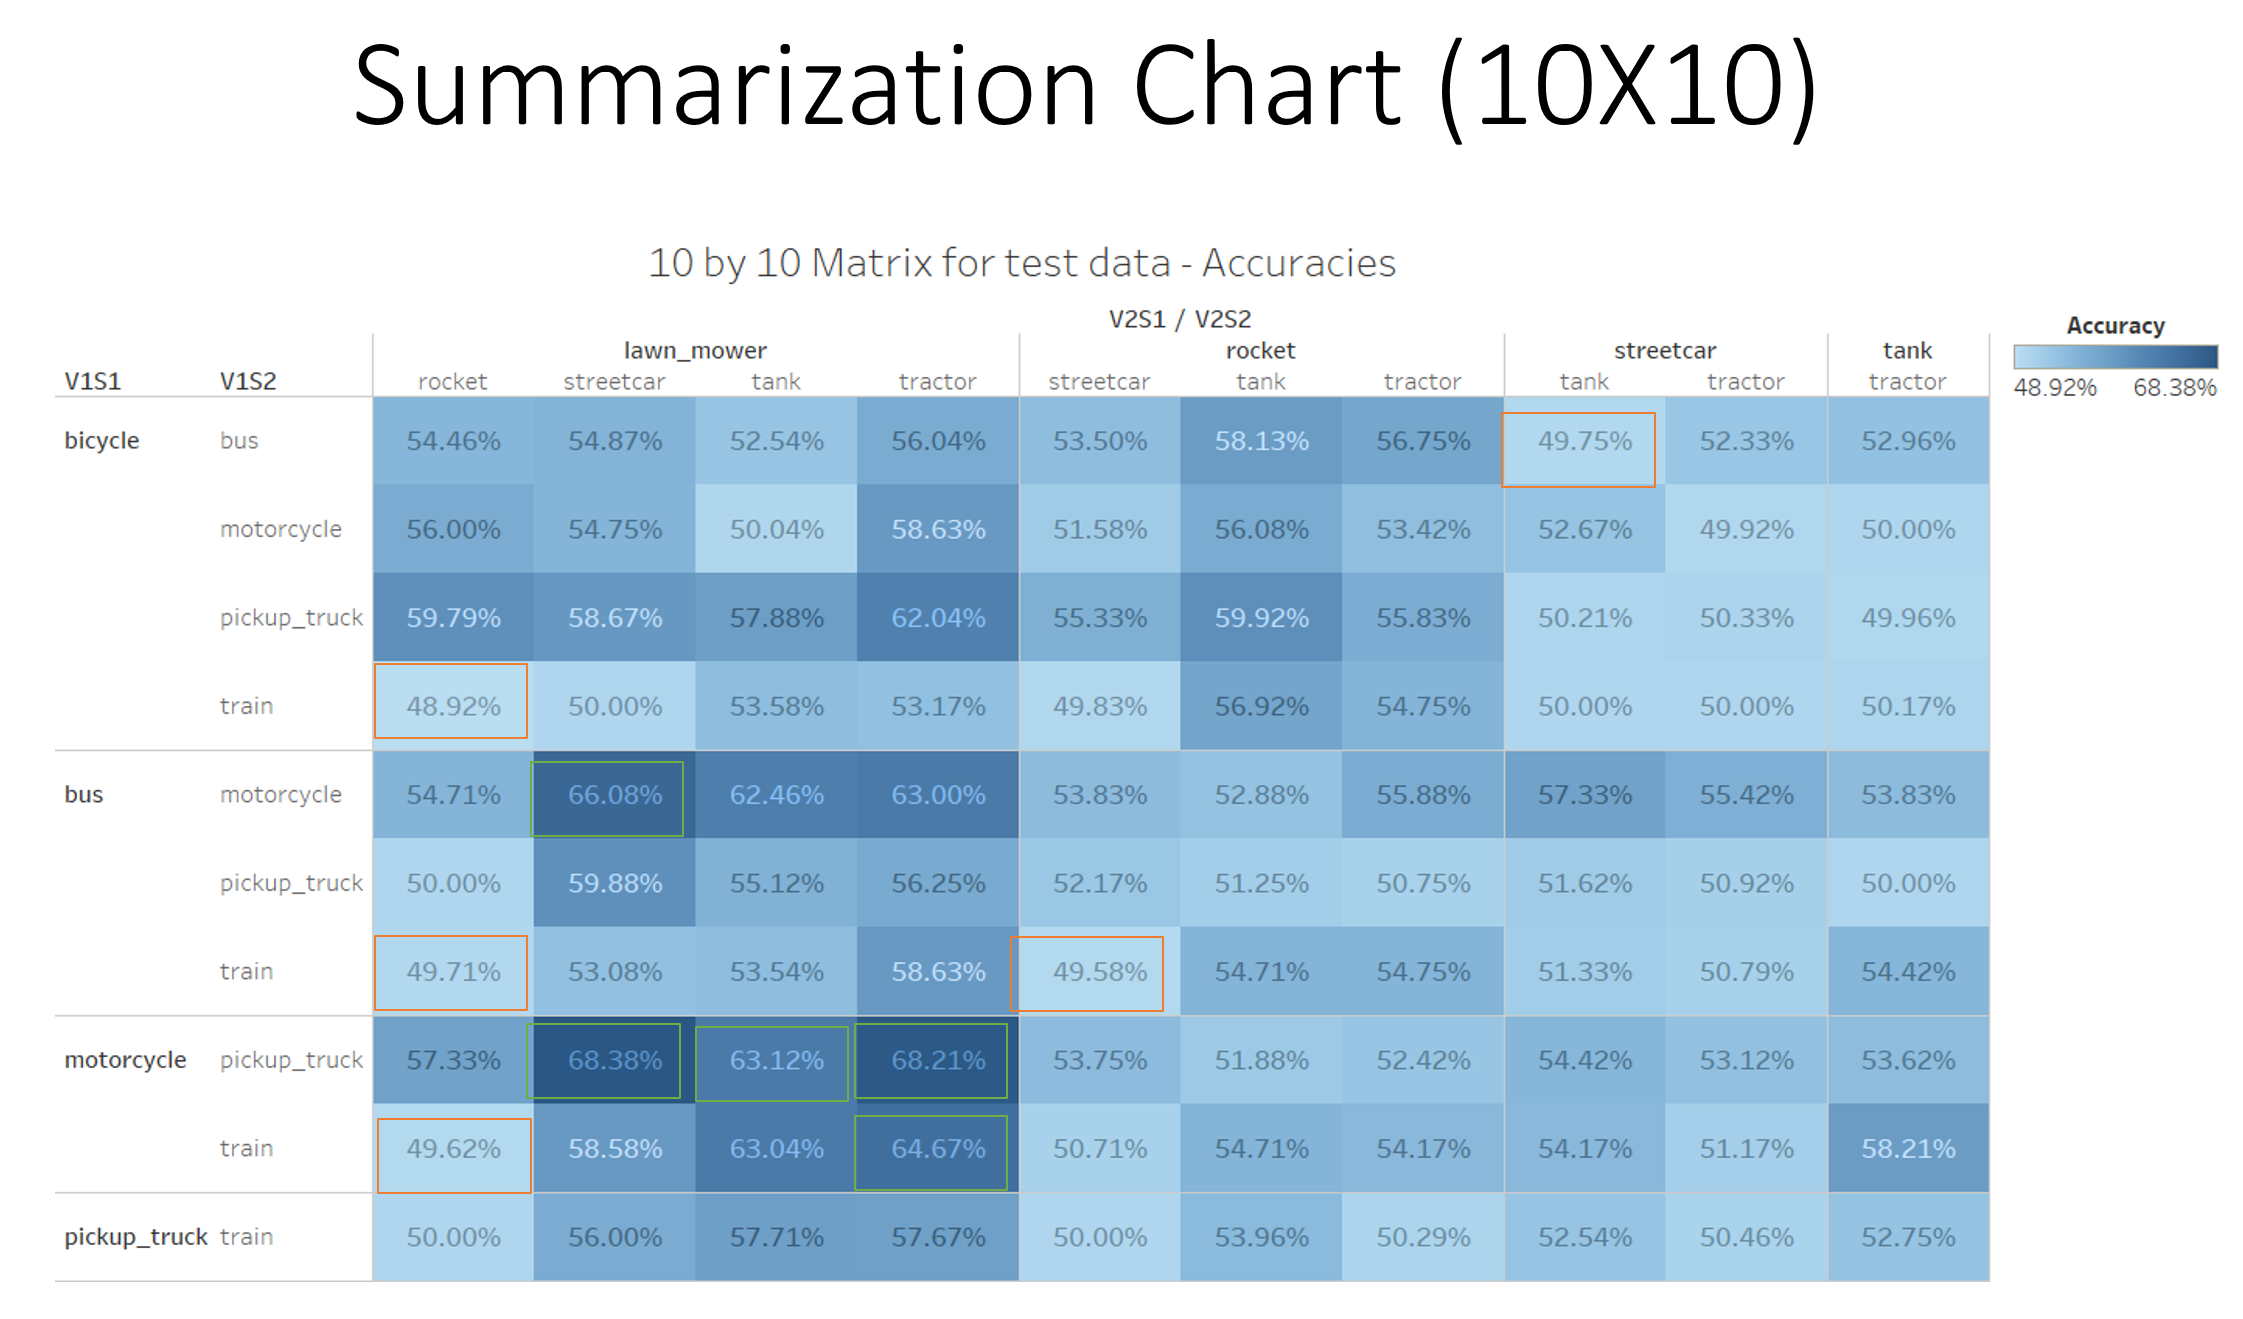 Summarization Chart (10X10)
10 by 10 Matrix for test data - Accuracies
V2S1 / V2S2
Accuracy
lawn_mower rocket streetcar tank
V1S1 V1S2 rocket streetcar tank tractor streetcar tank tractor tank tractor tractor
48.92% 68.38%
bicycle bus 54.46% 54.87% 52.54% 56.04% 53.50% 58.13% 56.75% 49.75% 52.33% 52.96%
motorcycle 56.00% 54.75% 50.04% 58.63% 51.58% 56.08% 53.42% 52.67% 49.92% 50.00%
pickup_truck 59.79% 58.67% 57.88% 62.04% 55.33% 59.92% 55.83% 50.21% 50.33% 49.96%
train 48.92% 50.00% 53.58% 53.17% 49.83% 56.92% 54.75% 50.00% 50.00% 50.17%
bus motorcycle 54.71% 66.08% 62.46% 63.00% 53.83% 52.88% 55.88% 57.33% 55.42% 53.83%
pickup_truck 50.00% 59.88% 55.12% 56.25% 52.17% 51.25% 50.75% 51.62% 50.92% 50.00%
train 49.71% 53.08% 53.54% 58.63% 49.58% 54.71% 54.75% 51.33% 50.79% 54.42%
motorcycle pickup_truck 57.33% 68.38% 63.12% 68.21% 53.75% 51.88% 52.42% 54.42% 53.12% 53.62%
train 49.62% 58.58% 63.04% 64.67% 50.71% 54.71% 54.17% 54.17% 51.17% 58.21%
pickup_truck train 50.00% 56.00% 57.71% 57.67% 50.00% 53.96% 50.29% 52.54% 50.46% 52.75%